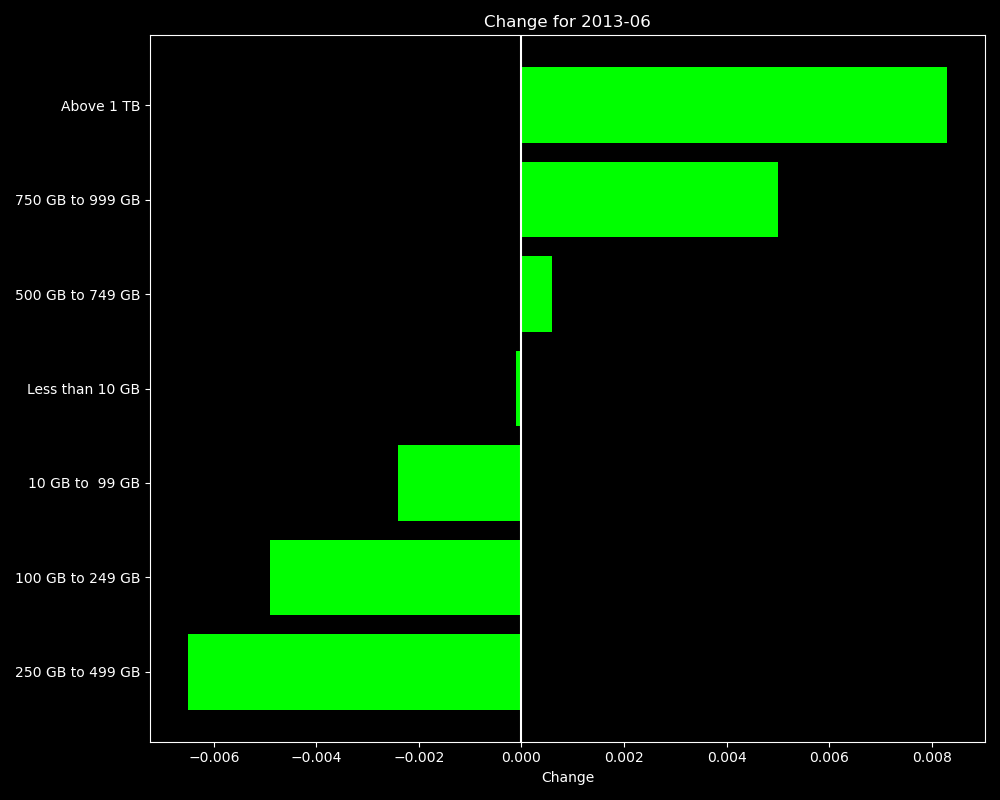 Change for 2013-06
Above 1 TB
750 GB to 999 GB
500 GB to 749 GB
Less than 10 GB
10 GB to  99 GB
100 GB to 249 GB
250 GB to 499 GB
−0.006 −0.004 −0.002 0.000 0.002 0.004 0.006 0.008
Change